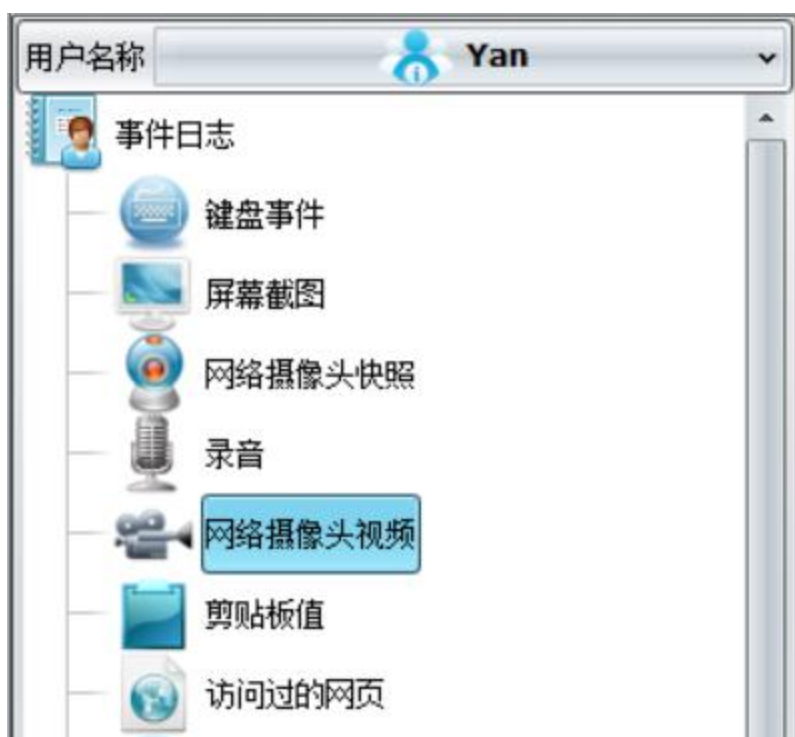 用户名称 Yan
事件日志
键盘事件
屏幕截图
网络摄像头快照
录音
网络摄像头视频
剪贴板值
访问过的网页